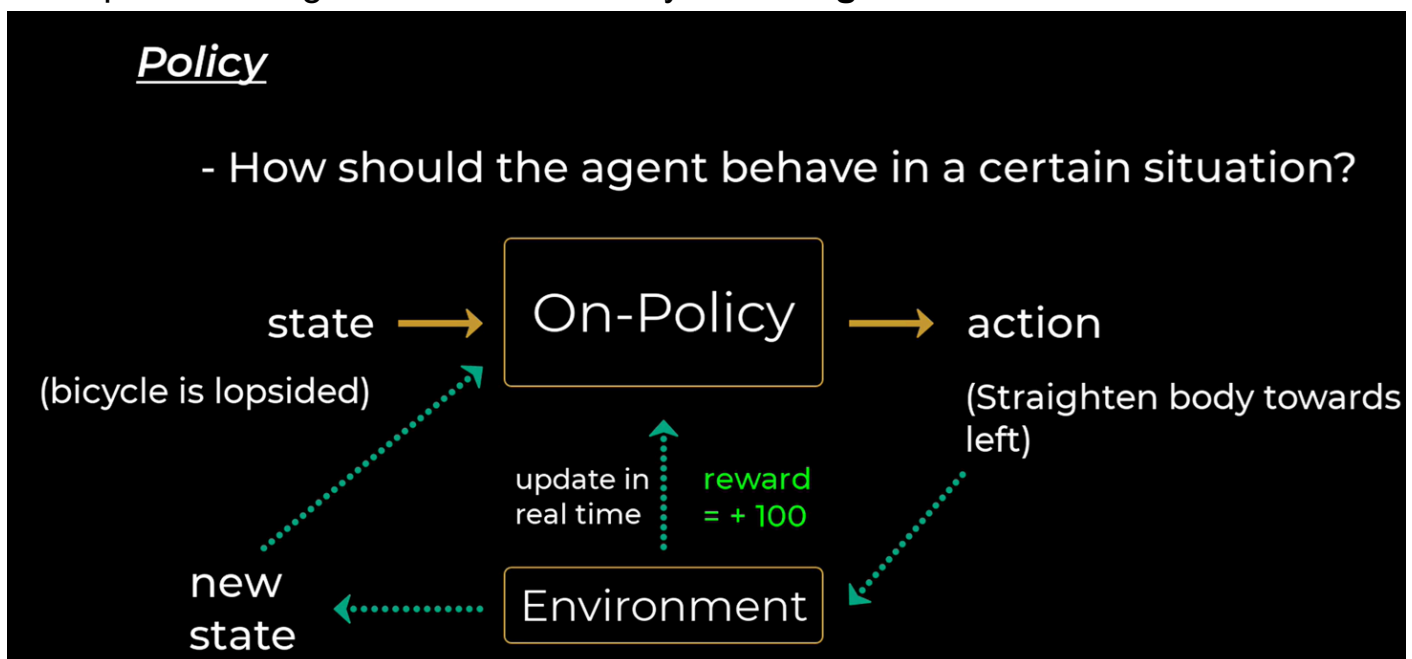 Policy
- How should the agent behave in a certain situation?
On-Policy
state
action
(bicycle is lopsided)
(Straighten body towards
left)
update in
real time
reward
= + 100
Environment
new
state